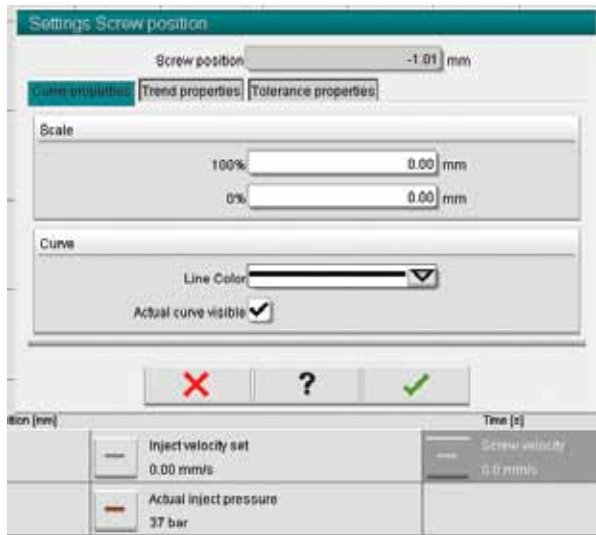 Settings Screw position
Screw position -1.01 mm
Curve properties Trend properties Tolerance properties
Scale
100% 0.00 mm
0% 0.00 mm
Curve
Line Color
Actual curve visible
?
[mm] Time [s]
Inject velocity set Screw velocity
0.00 mm/s 0.0 mm/s
Actual inject pressure
37 bar